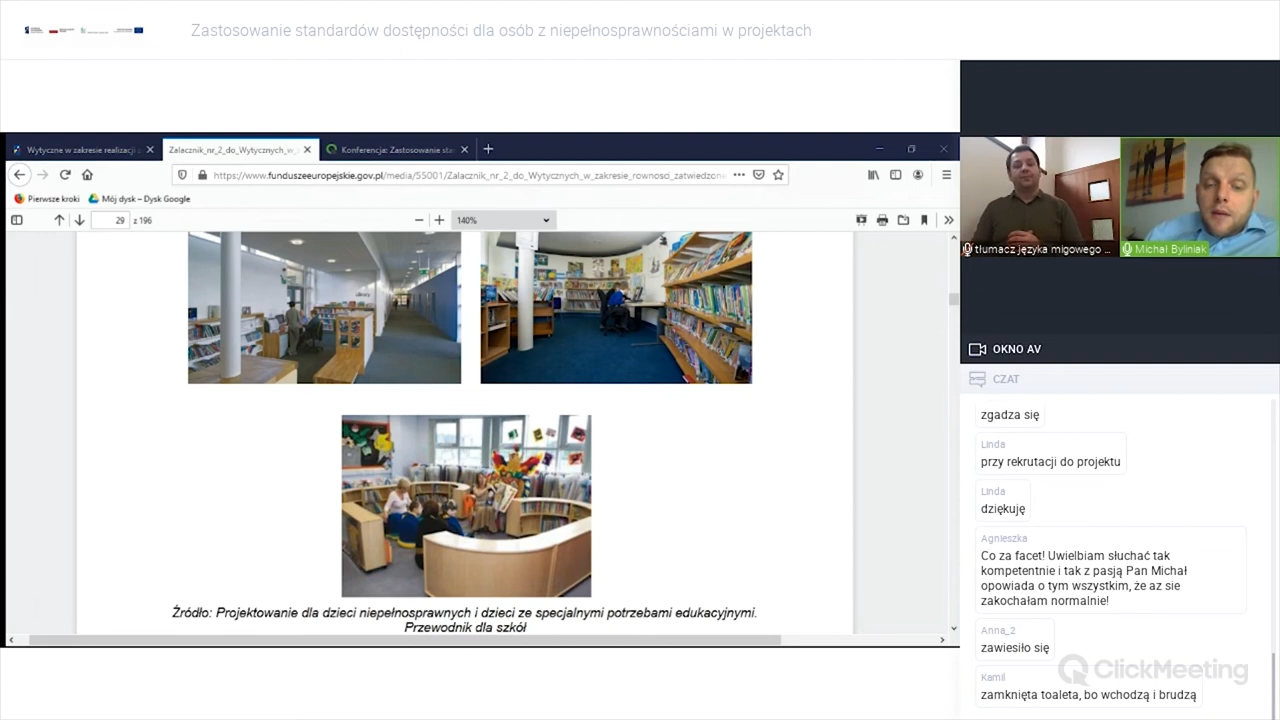 Zastosowanie standardów dostępności dla osób z niepełnosprawnościami w projektach
Wytyczne w zakresie realizacji z
Zalacznik_nr_2_do_Wytycznych_w_z
Konferencja: Zastosowanie sta
https://www.funduszeeuropejskie.gov.pl/media/55001/Zalacznik_nr_2_do_Wytycznych_w_zakresie_rownosci_zatwiedzone
Pierwsze kroki
Mój dysk – Dysk Google
29 z 196
140%
Źródło: Projektowanie dla dzieci niepełnosprawnych i dzieci ze specjalnymi potrzebami edukacyjnymi.
Przewodnik dla szkół
tłumacz języka migowego ...
Michał Byliniak
OKNO AV
CZAT
zgadza się
Linda
przy rekrutacji do projektu
Linda
dziękuję
Agnieszka
Co za facet! Uwielbiam słuchać tak
kompetentnie i tak z pasją Pan Michał
opowiada o tym wszystkim, że az sie
zakochałam normalnie!
Anna_2
zawiesiło się
Kamil
zamknięta toaleta, bo wchodzą i brudzą
ClickMeeting